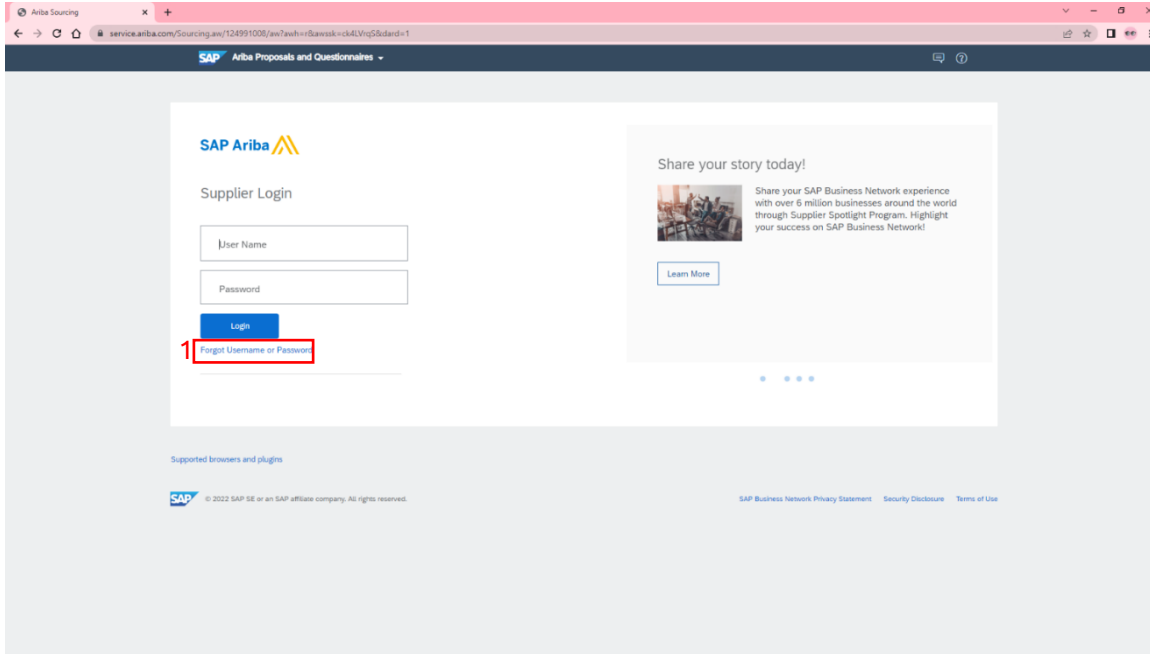 Ariba Sourcing
service.ariba.com/Sourcing.aw/124991008/aw?awh=r&awssk=ck4LVrqS&dard=1
SAP Ariba Proposals and Questionnaires
SAP Ariba
Supplier Login
User Name
Password
Login
1
Forgot Username or Password
Share your story today!
Share your SAP Business Network experience
with over 6 million businesses around the world
through Supplier Spotlight Program. Highlight
your success on SAP Business Network!
Learn More
Supported browsers and plugins
SAP © 2022 SAP SE or an SAP affiliate company. All rights reserved.
SAP Business Network Privacy Statement Security Disclosure Terms of Use